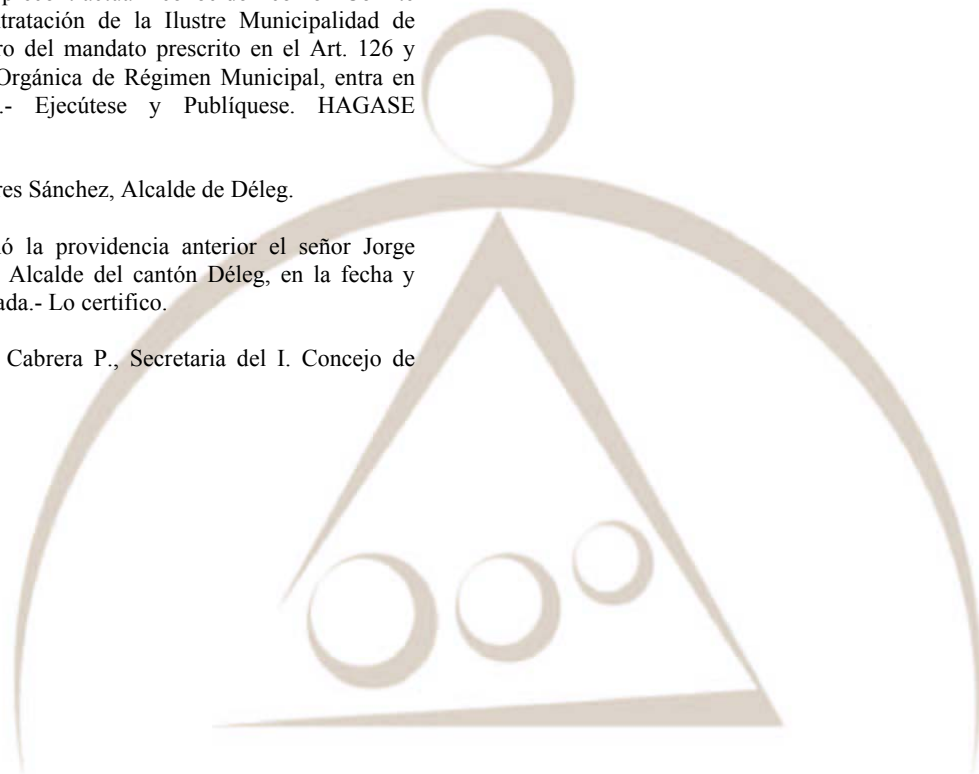 tratación de la Ilustre Municipalidad de
ro del mandato prescrito en el Art. 126 y
Orgánica de Régimen Municipal, entra en
.- Ejecútese y Publíquese. HAGASE
res Sánchez, Alcalde de Déleg.
ó la providencia anterior el señor Jorge
Alcalde del cantón Déleg, en la fecha y
ada.- Lo certifico.
Cabrera P., Secretaria del I. Concejo de